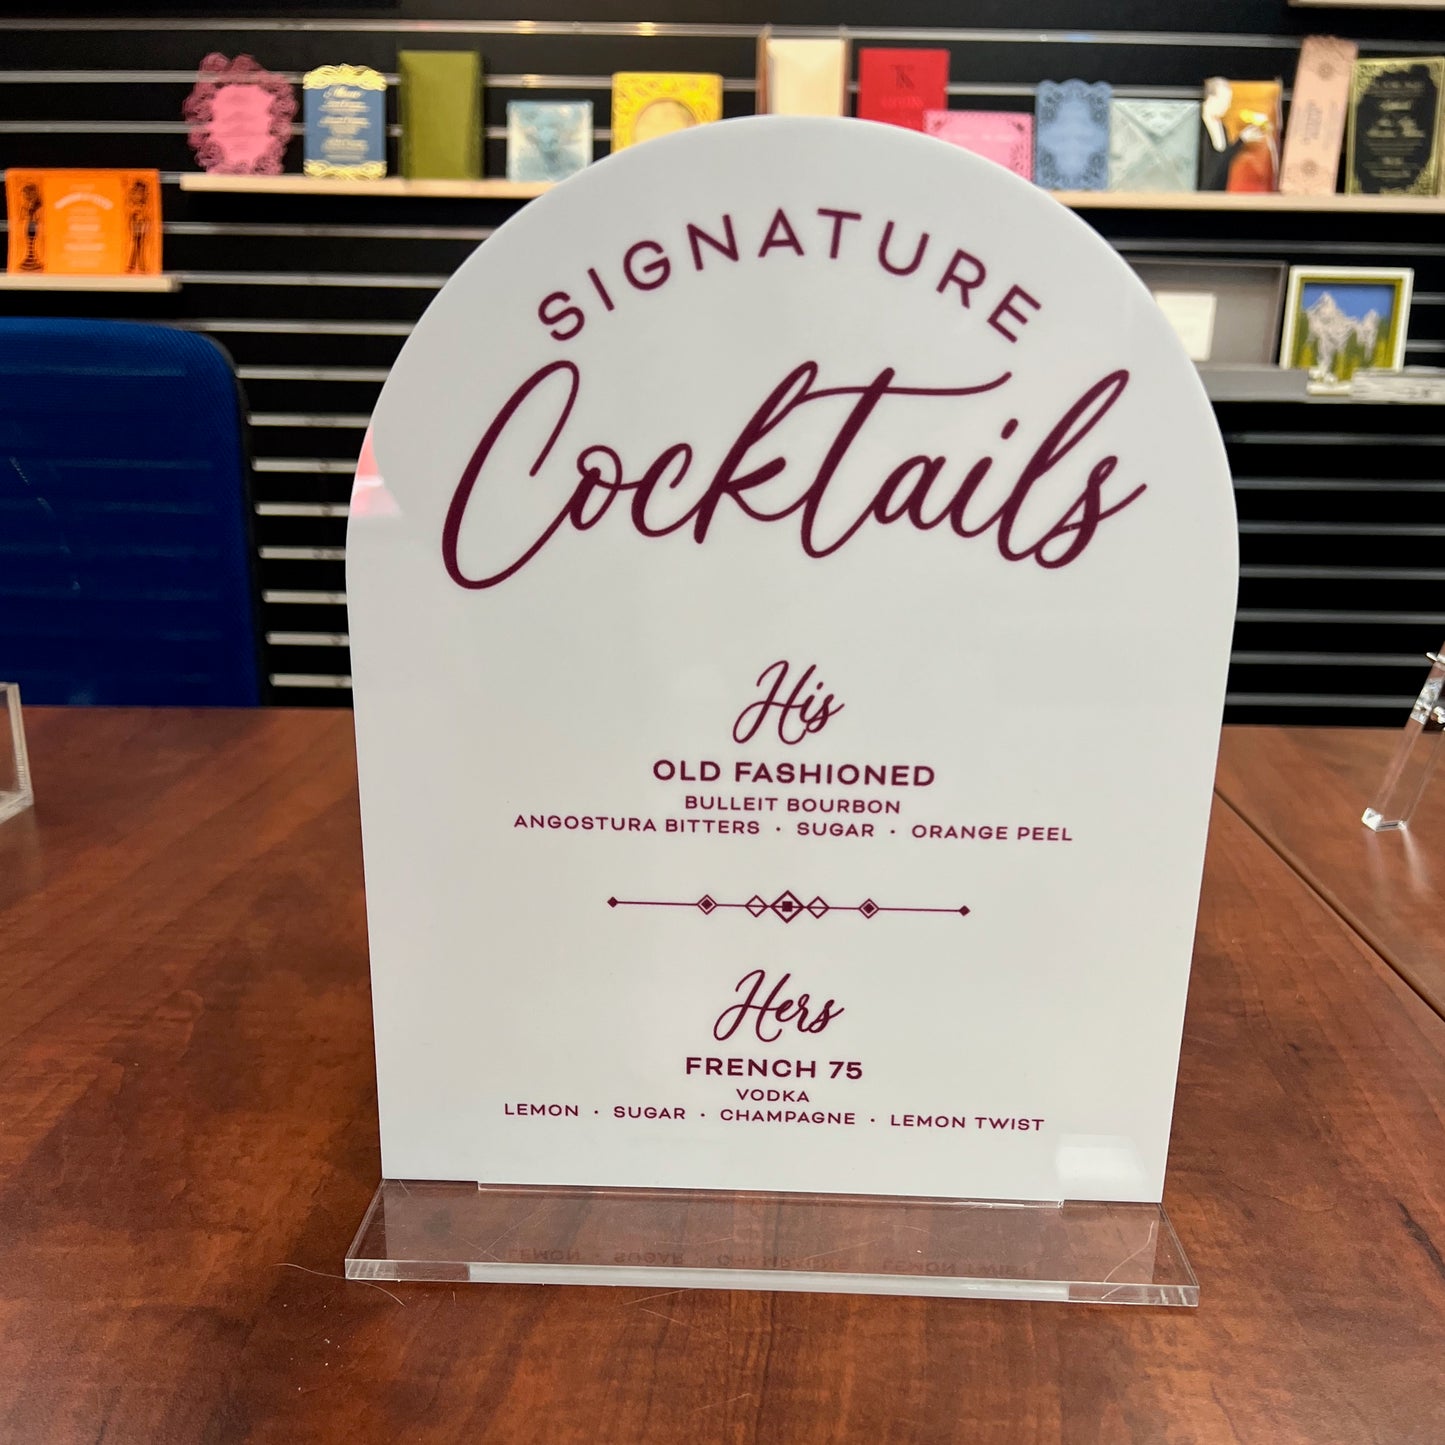 SIGNATURE
Cocktails
His
OLD FASHIONED
BULLEIT BOURBON
ANGOSTURA BITTERS · SUGAR · ORANGE PEEL
Hers
FRENCH 75
VODKA
LEMON · SUGAR · CHAMPAGNE · LEMON TWIST